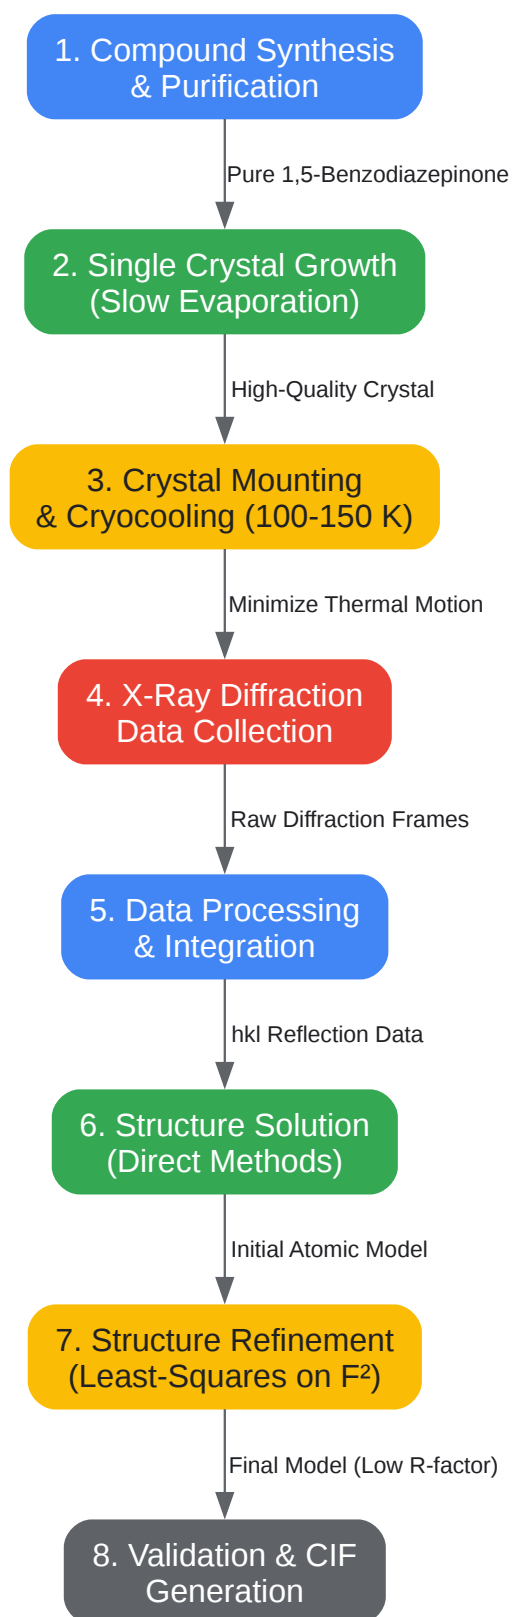 1. Compound Synthesis
& Purification
Pure 1,5-Benzodiazepinone
2. Single Crystal Growth
(Slow Evaporation)
High-Quality Crystal
3. Crystal Mounting
& Cryocooling (100-150 K)
Minimize Thermal Motion
4. X-Ray Diffraction
Data Collection
Raw Diffraction Frames
5. Data Processing
& Integration
hkl Reflection Data
6. Structure Solution
(Direct Methods)
Initial Atomic Model
7. Structure Refinement
(Least-Squares on F²)
Final Model (Low R-factor)
8. Validation & CIF
Generation